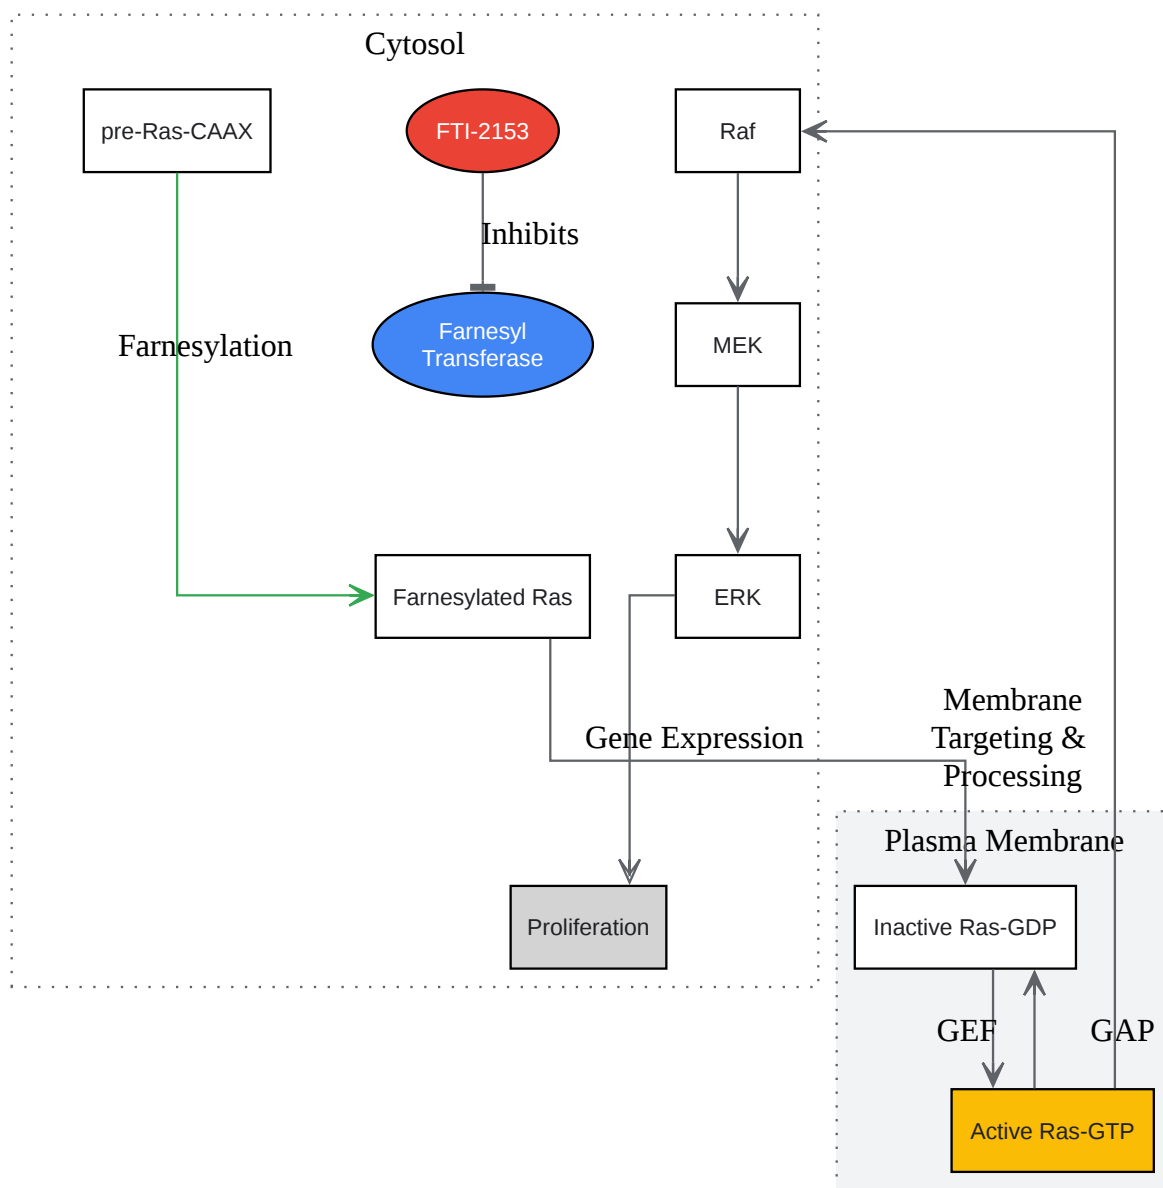 Cytosol
pre-Ras-CAAX
FTI-2153
Raf
Inhibits
Farnesylation
Farnesyl
Transferase
MEK
Farnesylated Ras
ERK
Gene Expression
Membrane
Targeting &
Processing
Plasma Membrane
Proliferation
Inactive Ras-GDP
GEF
GAP
Active Ras-GTP